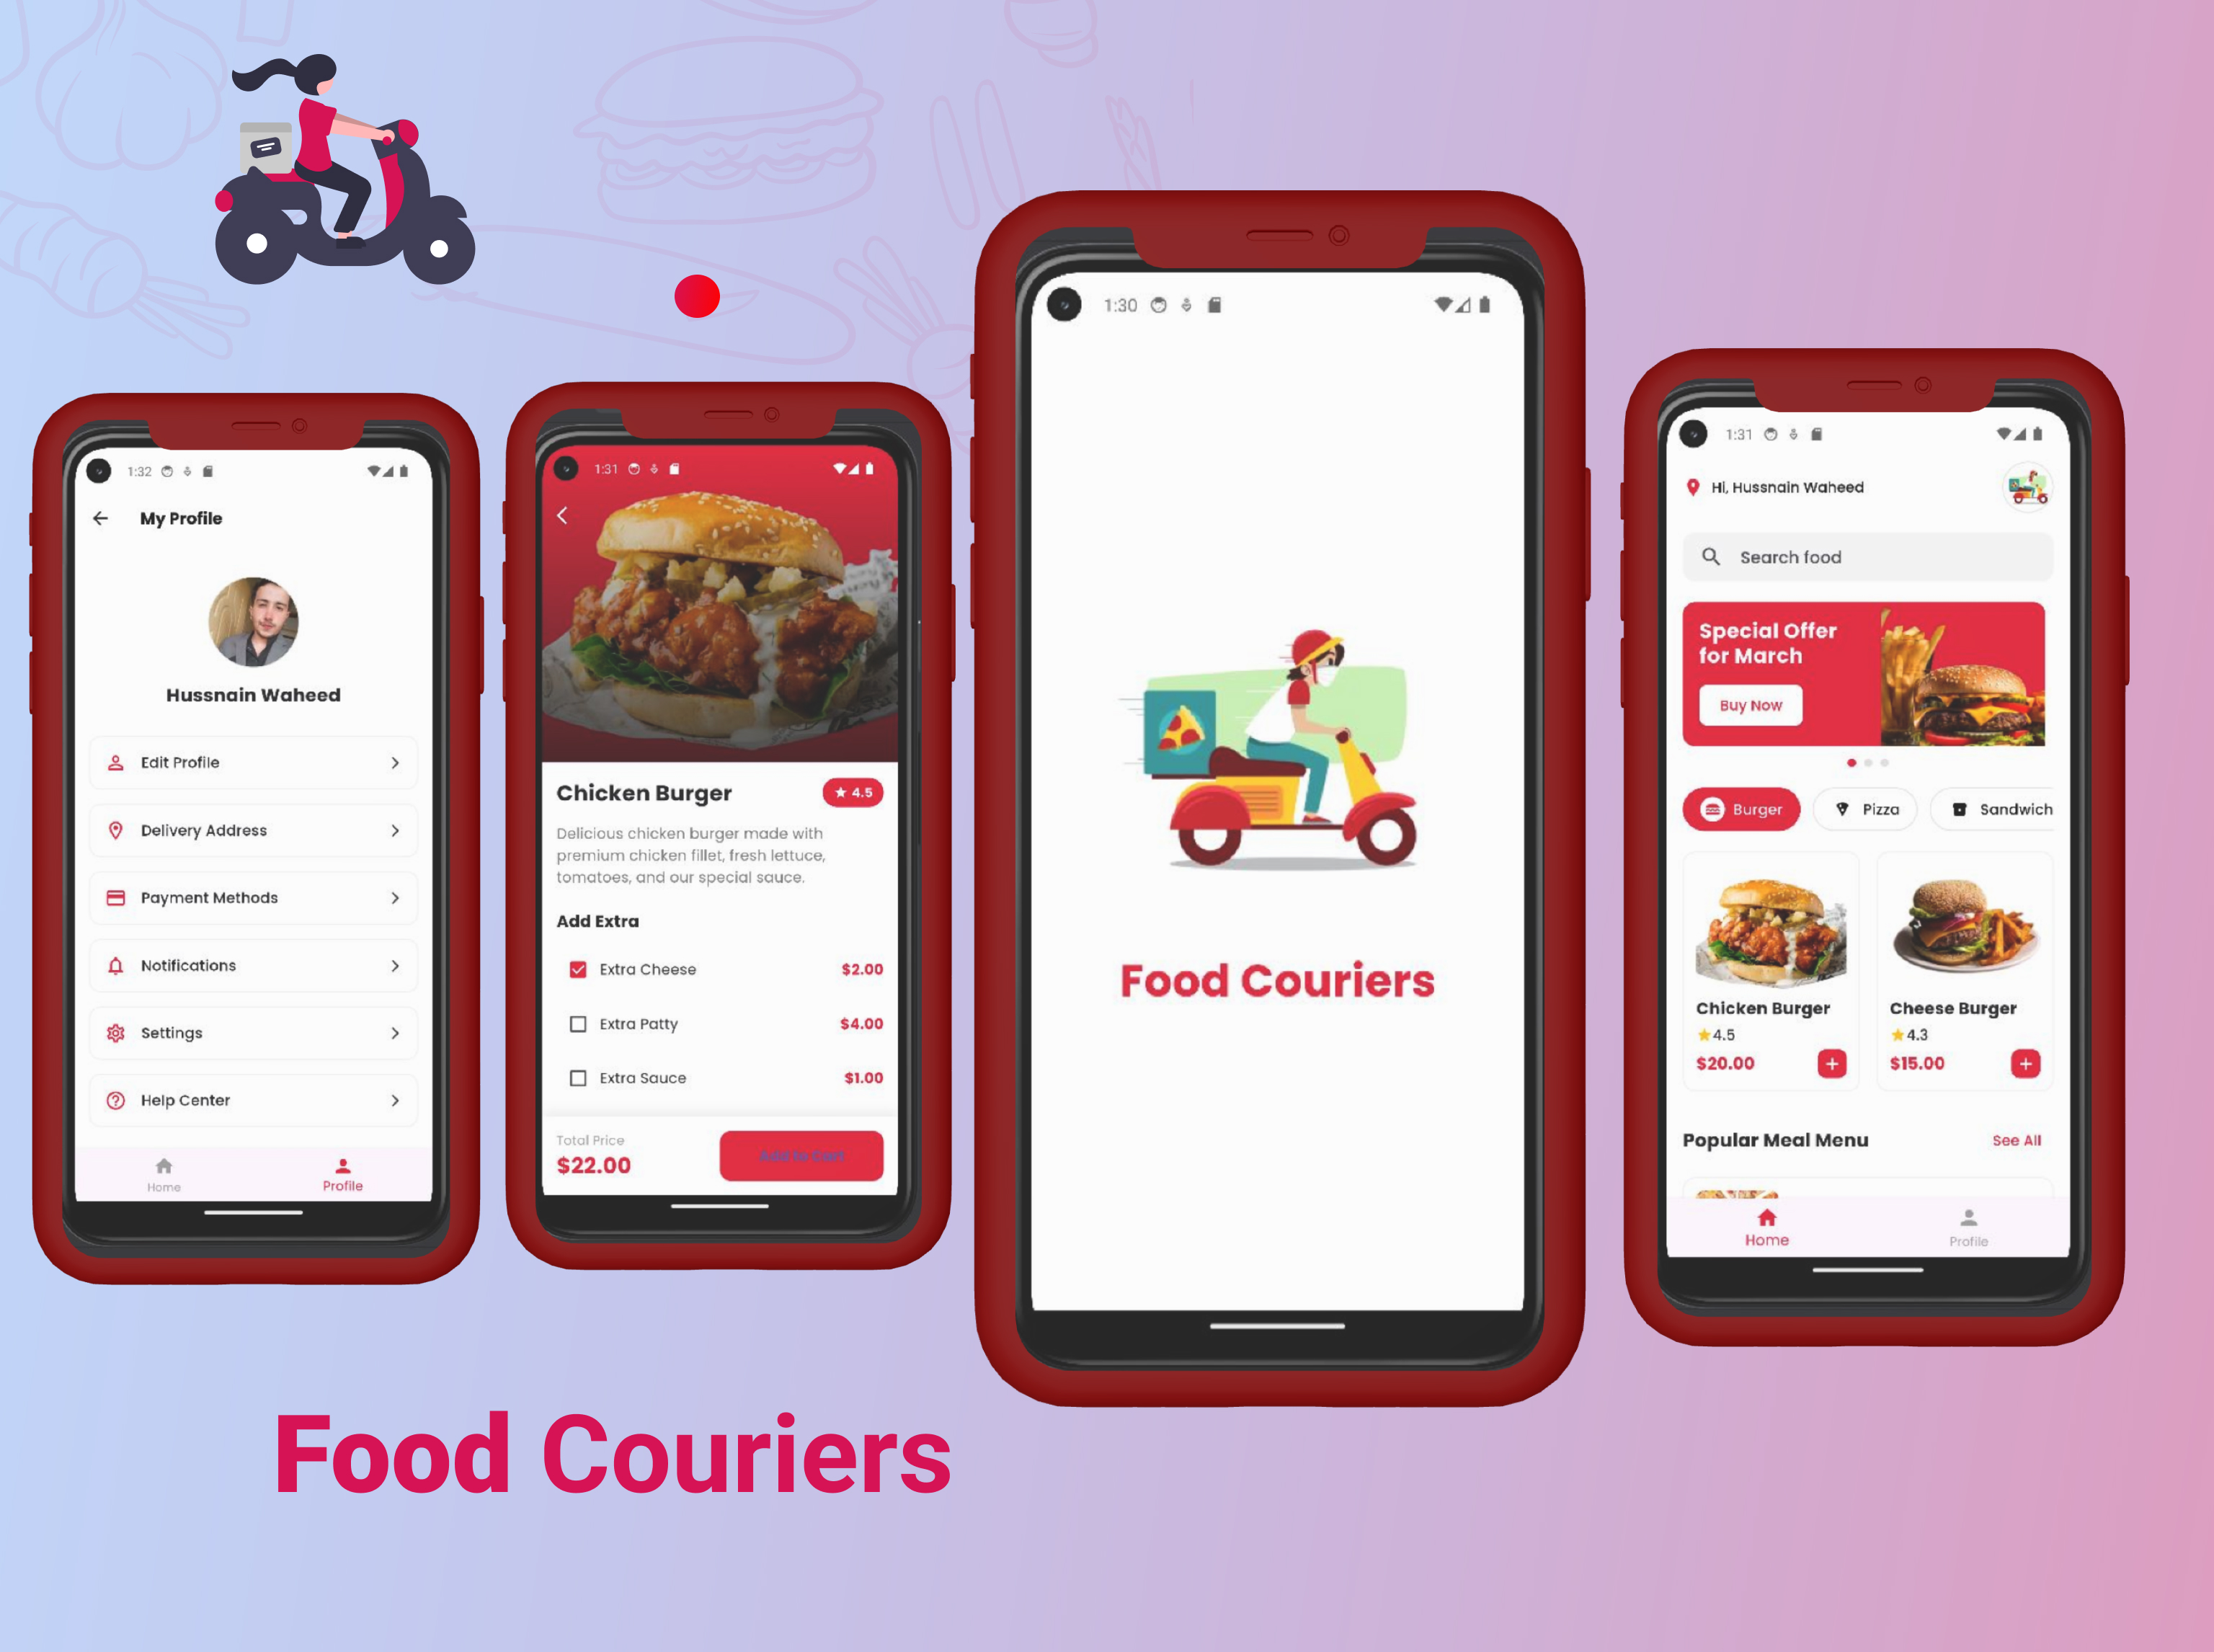 1:32
My Profile
Hussnain Waheed
Edit Profile
Delivery Address
Payment Methods
Notifications
Settings
Help Center
Home
Profile
1:31
Chicken Burger
★ 4.5
Delicious chicken burger made with
premium chicken fillet, fresh lettuce,
tomatoes, and our special sauce.
Add Extra
Extra Cheese $2.00
Extra Patty $4.00
Extra Sauce $1.00
Total Price
$22.00
Add to Cart
1:30
Food Couriers
1:31
Hi, Hussnain Waheed
Search food
Special Offer
for March
Buy Now
Burger Pizza Sandwich
Chicken Burger
4.5
$20.00
Cheese Burger
4.3
$15.00
Popular Meal Menu See All
Home
Profile
Food Couriers